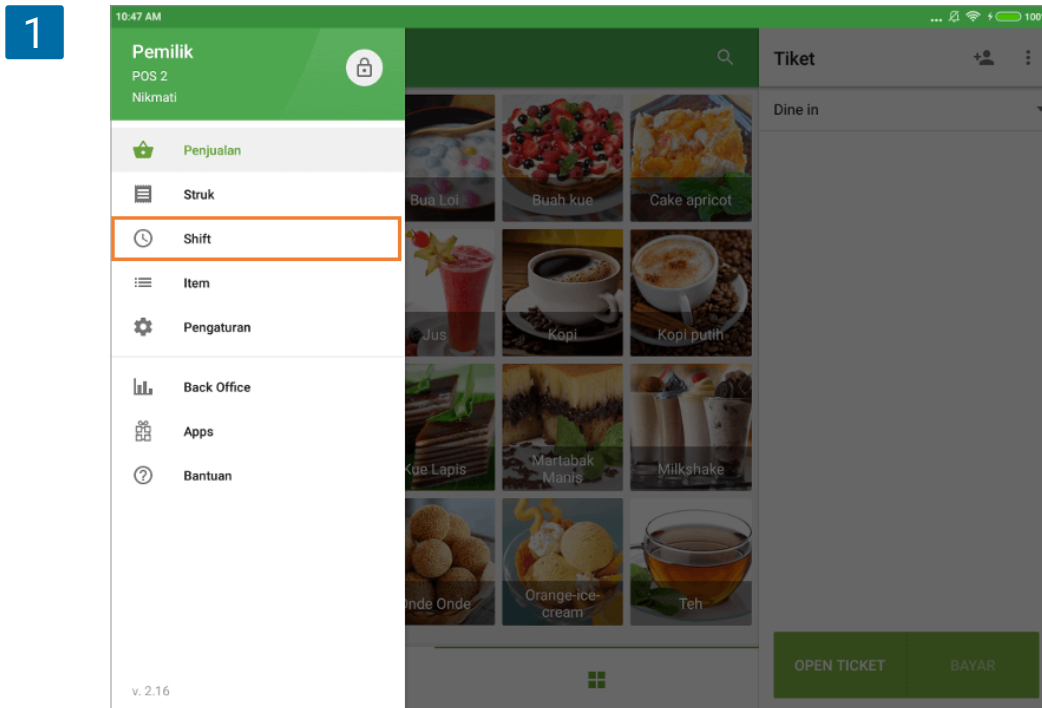 1
10:47 AM
... 100
Pemilik
POS 2
Nikmati
Penjualan
Struk
Shift
Item
Pengaturan
Back Office
Apps
Bantuan
v. 2.16
Bua Loi
Buah kue
Cake apricot
Jus
Kopi
Kopi putih
Kue Lapis
Martabak
Manis
Milkshake
Onde Onde
Orange-ice-
cream
Teh
Tiket
Dine in
OPEN TICKET
BAYAR